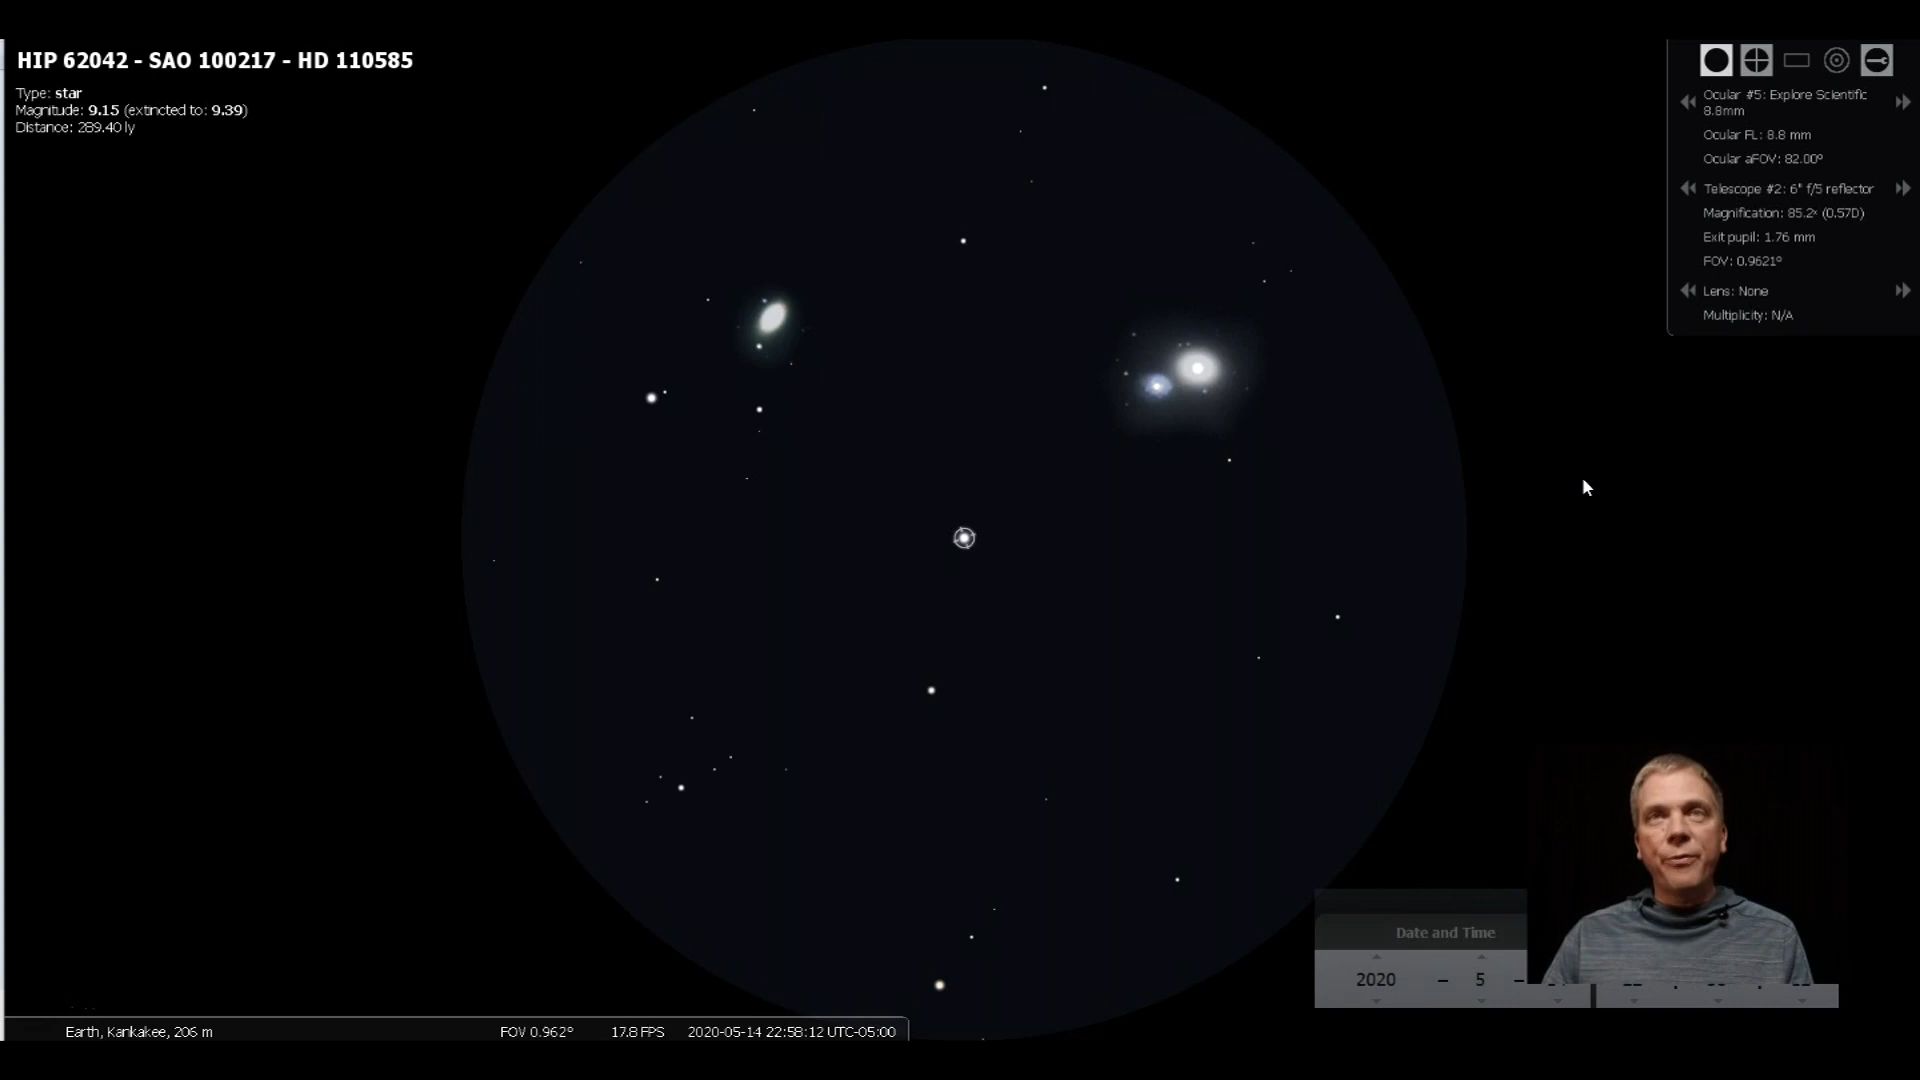 HIP 62042 - SAO 100217 - HD 110585
Type: star
Magnitude: 9.15 (extincted to: 9.39)
Distance: 289.40 ly
Ocular #5: Explore Scientific
8.8mm
Ocular FL: 8.8 mm
Ocular aFOV: 82.00°
Telescope #2: 6" f/5 reflector
Magnification: 85.2× (0.57D)
Exit pupil: 1.76 mm
FOV: 0.9621°
Lens: None
Multiplicity: N/A
Date and Time
2020 - 5 -
Earth, Kankakee, 206 m FOV 0.962° 17.8 FPS 2020-05-14 22:58:12 UTC-05:00